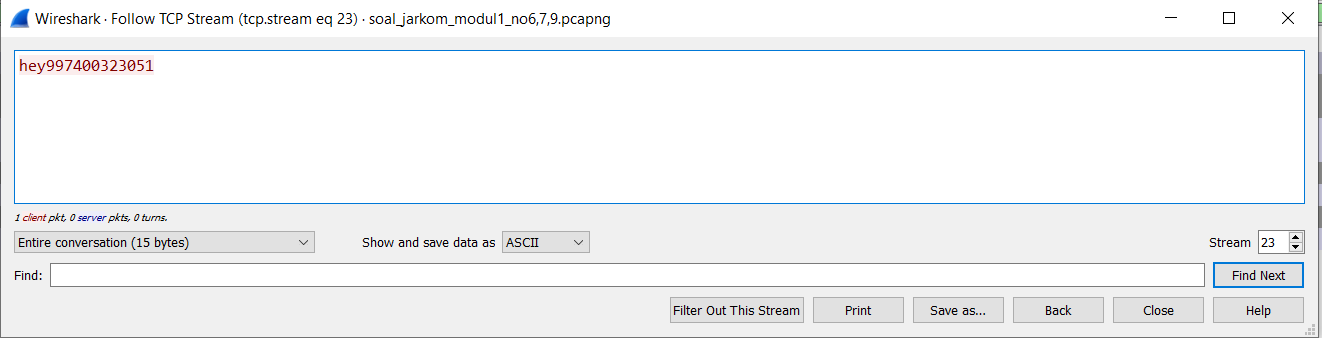 Wireshark · Follow TCP Stream (tcp.stream eq 23) · soal_jarkom_modul1_no6,7,9.pcapng
hey997400323051
1 client pkt, 0 server pkts, 0 turns.
Entire conversation (15 bytes) Show and save data as ASCII Stream 23
Find: Find Next
Filter Out This Stream Print Save as... Back Close Help